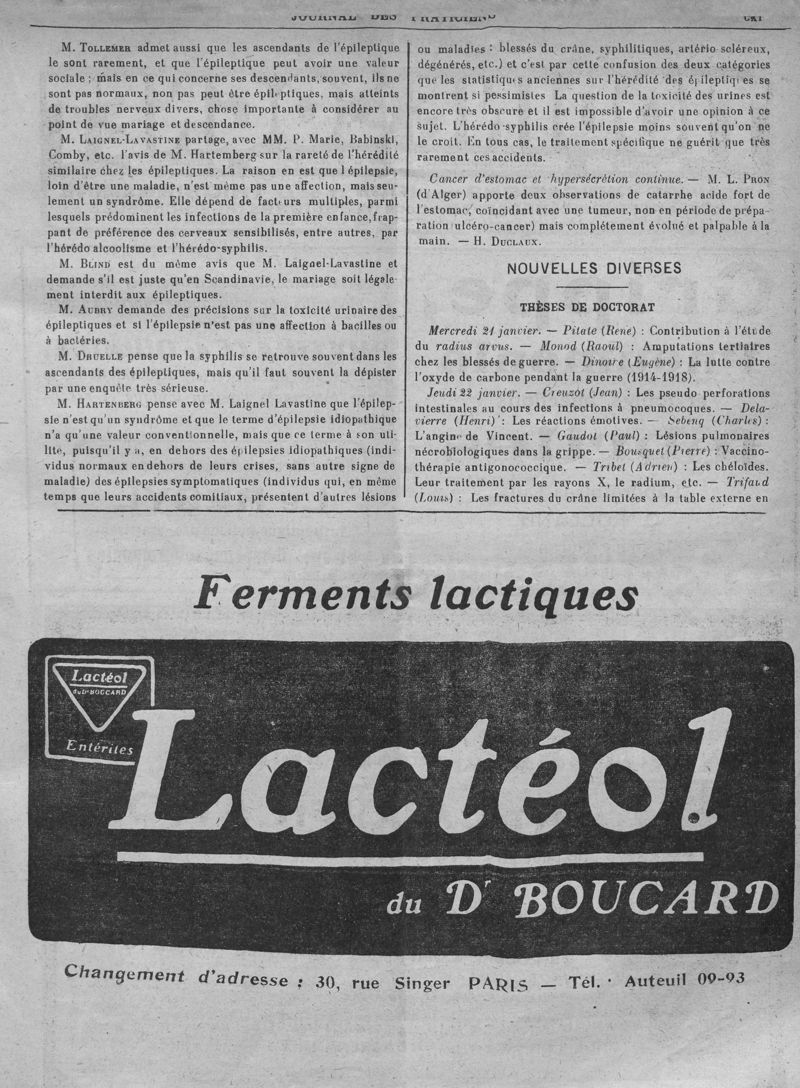 JOURNAL DES PRATICIENS
M. TOLLEMER admet aussi que les ascendants de l'épileptique
le sont rarement, et que l'épileptique peut avoir une valeur
sociale ; mais en ce qui concerne ses descendants, souvent, ils ne
sont pas normaux, non pas peut être épileptiques, mais atteints
de troubles nerveux divers, chose importante à considérer au
point de vue mariage et descendance.
M. LAIGNEL-LAVASTINE partage, avec MM. P. Marie, Babinski,
Comby, etc. l'avis de M. Hartemberg sur la rareté de l'hérédité
similaire chez les épileptiques. La raison en est que l'épilepsie,
loin d'être une maladie, n'est même pas une affection, mais seu-
lement un syndrôme. Elle dépend de facteurs multiples, parmi
lesquels prédominent les infections de la première enfance, frap-
pant de préférence des cerveaux sensibilisés, entre autres, par
l'hérédo alcoolisme et l'hérédo-syphilis.
M. BLIND est du même avis que M. Laignel-Lavastine et
demande s'il est juste qu'en Scandinavie, le mariage soit légale-
ment interdit aux épileptiques.
M. AUBRY demande des précisions sur la toxicité urinaire des
épileptiques et si l'épilepsie n'est pas une affection à bacilles ou
à bactéries.
M. DRUELLE pense que la syphilis se retrouve souvent dans les
ascendants des épileptiques, mais qu'il faut souvent la dépister
par une enquête très sérieuse.
M. HARTENBERG pense avec M. Laignel Lavastine que l'épilep-
sie n'est qu'un syndrôme et que le terme d'épilepsie idiopathique
n'a qu'une valeur conventionnelle, mais que ce terme à son uti-
lité, puisqu'il y a, en dehors des épilepsies idiopathiques (indi-
vidus normaux en dehors de leurs crises, sans autre signe de
maladie) des épilepsies symptomatiques (individus qui, en même
temps que leurs accidents comitiaux, présentent d'autres lésions
ou maladies : blessés du crâne, syphilitiques, artério scléreux,
dégénérés, etc.) et c'est par cette confusion des deux catégories
que les statistiques anciennes sur l'hérédité des épileptiques se
montrent si pessimistes La question de la toxicité des urines est
encore très obscure et il est impossible d'avoir une opinion à ce
sujet. L'hérédo-syphilis crée l'épilepsie moins souvent qu'on ne
le croit. En tous cas, le traitement spécifique ne guérit que très
rarement ces accidents.
Cancer d'estomac et hypersécrétion continue. — M. L. PRON
(d'Alger) apporte deux observations de catarrhe acide fort de
l'estomac, coïncidant avec une tumeur, non en période de prépa-
ration (ulcéro-cancer) mais complètement évolué et palpable à la
main. — H. DUCLAUX.
NOUVELLES DIVERSES
THÈSES DE DOCTORAT
Mercredi 21 janvier. — Pitate (René) : Contribution à l'étude
du radius arvus. — Monod (Raoul) : Amputations tertiaires
chez les blessés de guerre. — Dinoire (Eugène) : La lutte contre
l'oxyde de carbone pendant la guerre (1914-1918).
Jeudi 22 janvier. — Creuzot (Jean) : Les pseudo perforations
intestinales au cours des infections à pneumocoques. — Dela-
vierre (Henri) : Les réactions émotives. — Sebenq (Charles) :
L'angine de Vincent. — Gaudot (Paul) : Lésions pulmonaires
nécrobiologiques dans la grippe. — Bousquet (Pierre) : Vaccino-
thérapie antigonococcique. — Tribet (Adrien) : Les chéloïdes.
Leur traitement par les rayons X, le radium, etc. — Trifaud
(Louis) : Les fractures du crâne limitées à la table externe en
Ferments lactiques
Lactéol
du Dr BOUCARD
Entérites
Lactéol
du Dr BOUCARD
Changement d'adresse : 30, rue Singer PARIS — Tél. · Auteuil 09-93